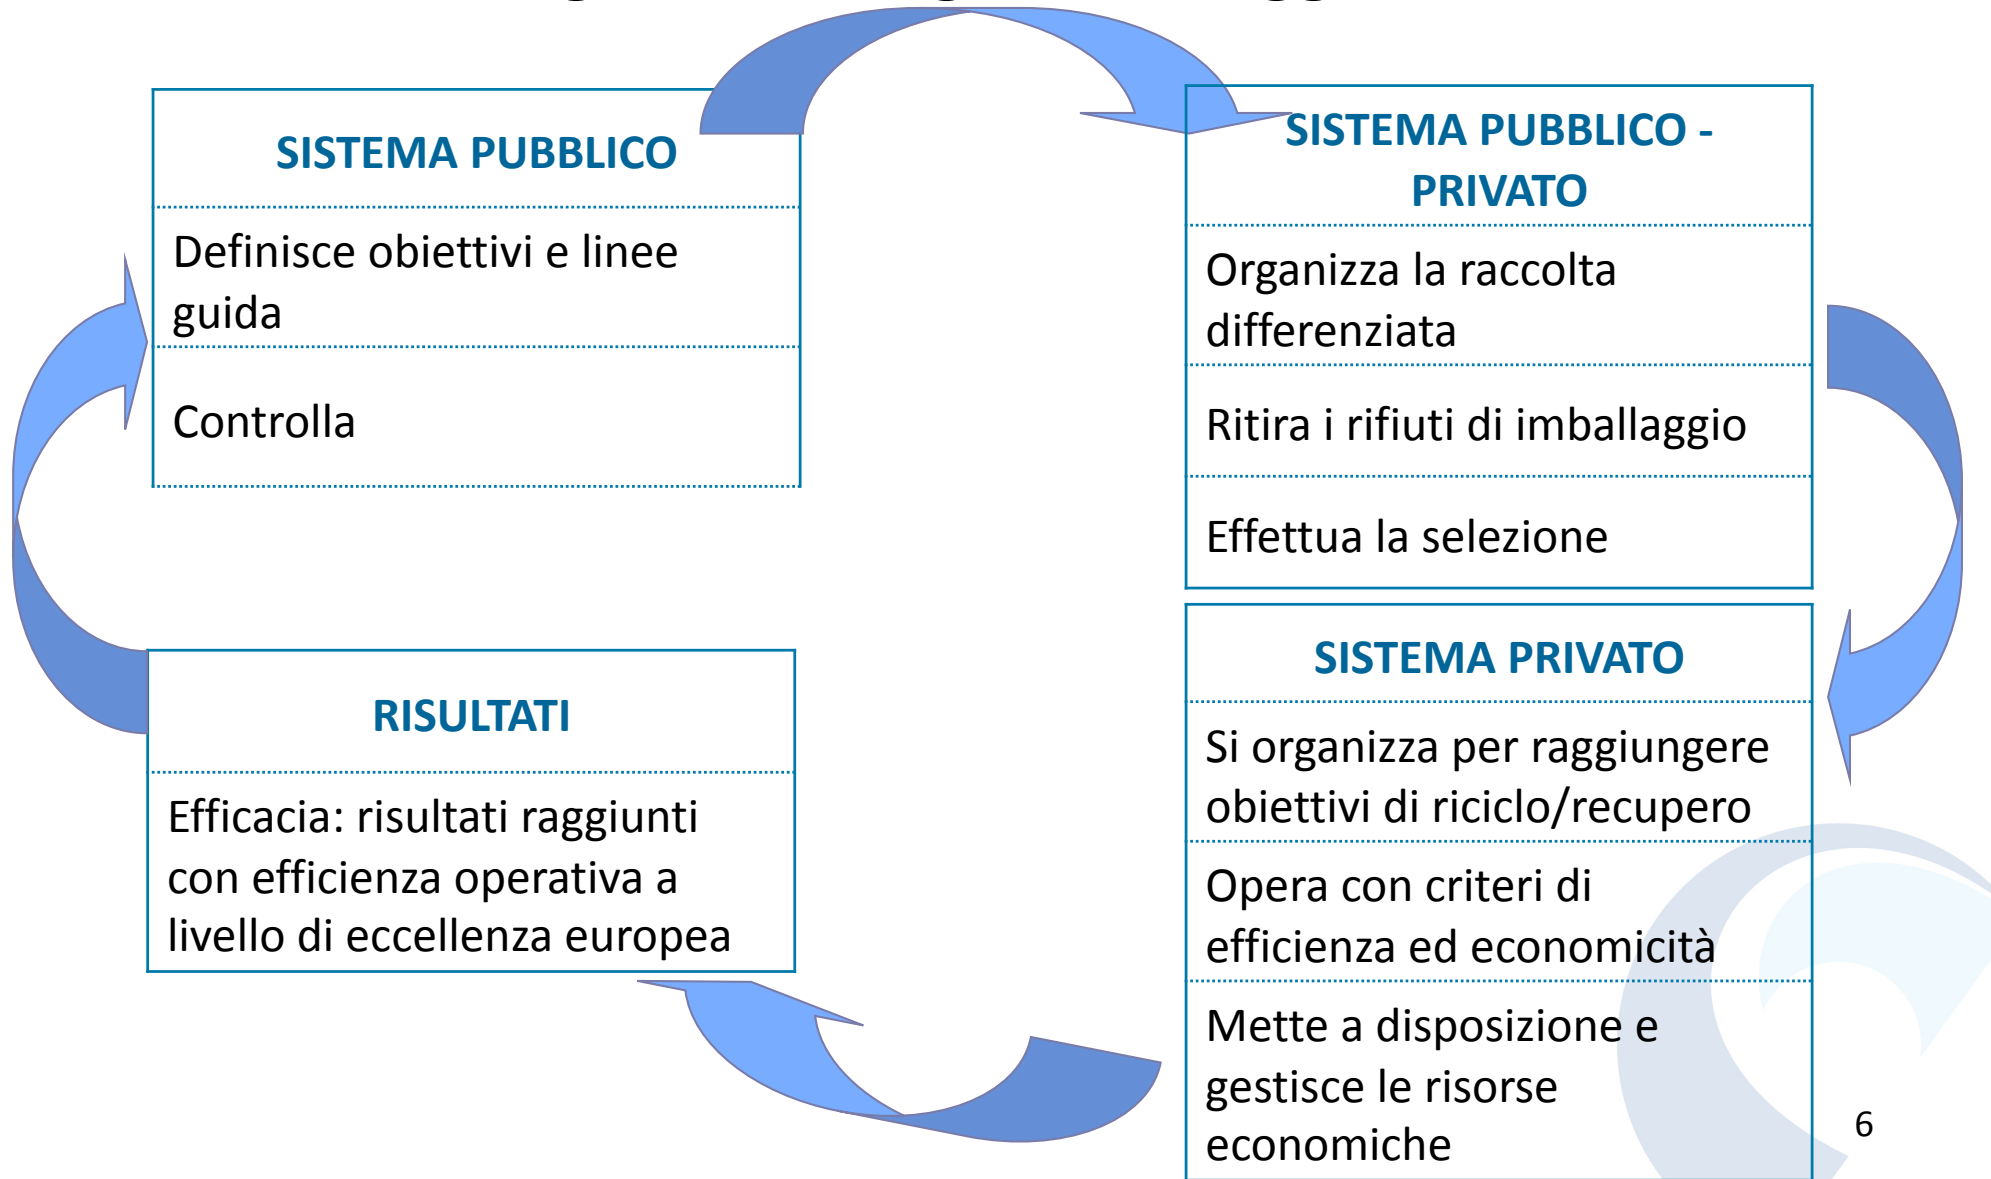 SISTEMA PUBBLICO
Definisce obiettivi e linee
guida
Controlla
SISTEMA PUBBLICO -
PRIVATO
Organizza la raccolta
differenziata
Ritira i rifiuti di imballaggio
Effettua la selezione
SISTEMA PRIVATO
Si organizza per raggiungere
obiettivi di riciclo/recupero
Opera con criteri di
efficienza ed economicità
Mette a disposizione e
gestisce le risorse
economiche
RISULTATI
Efficacia: risultati raggiunti
con efficienza operativa a
livello di eccellenza europea
6